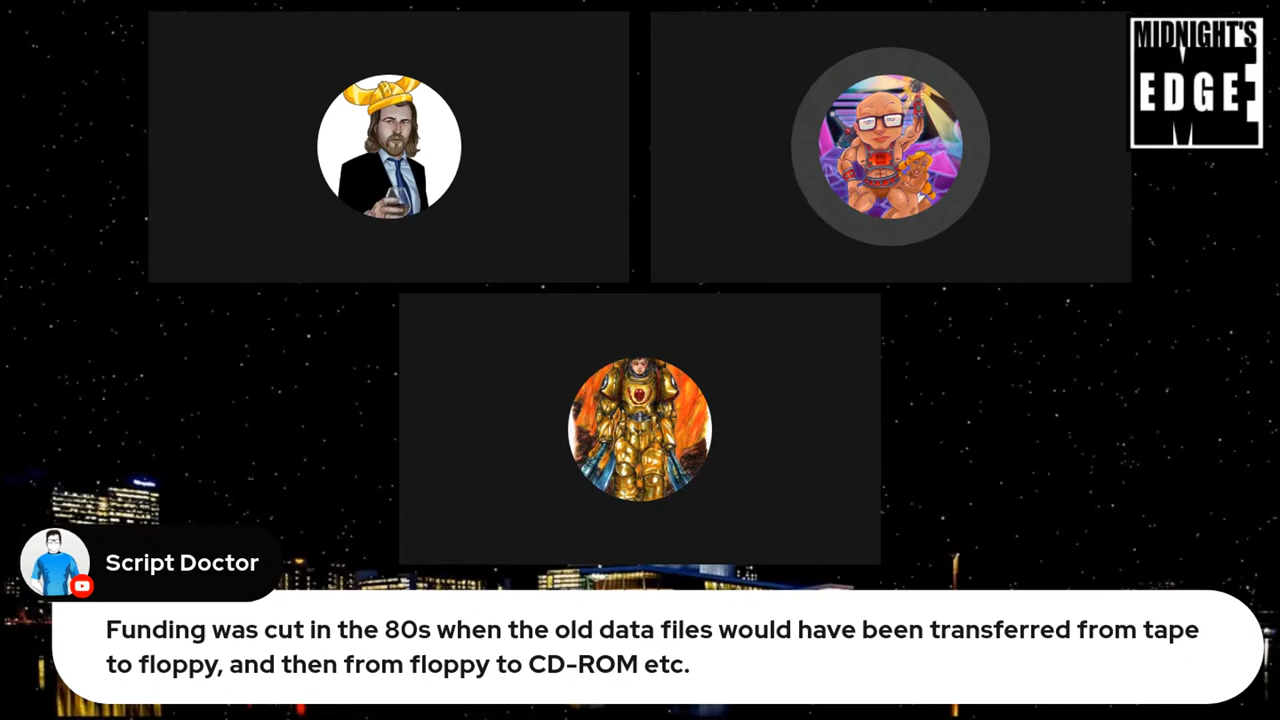 MIDNIGHT'S
EDGE
Script Doctor
Funding was cut in the 80s when the old data files would have been transferred from tape
to floppy, and then from floppy to CD-ROM etc.